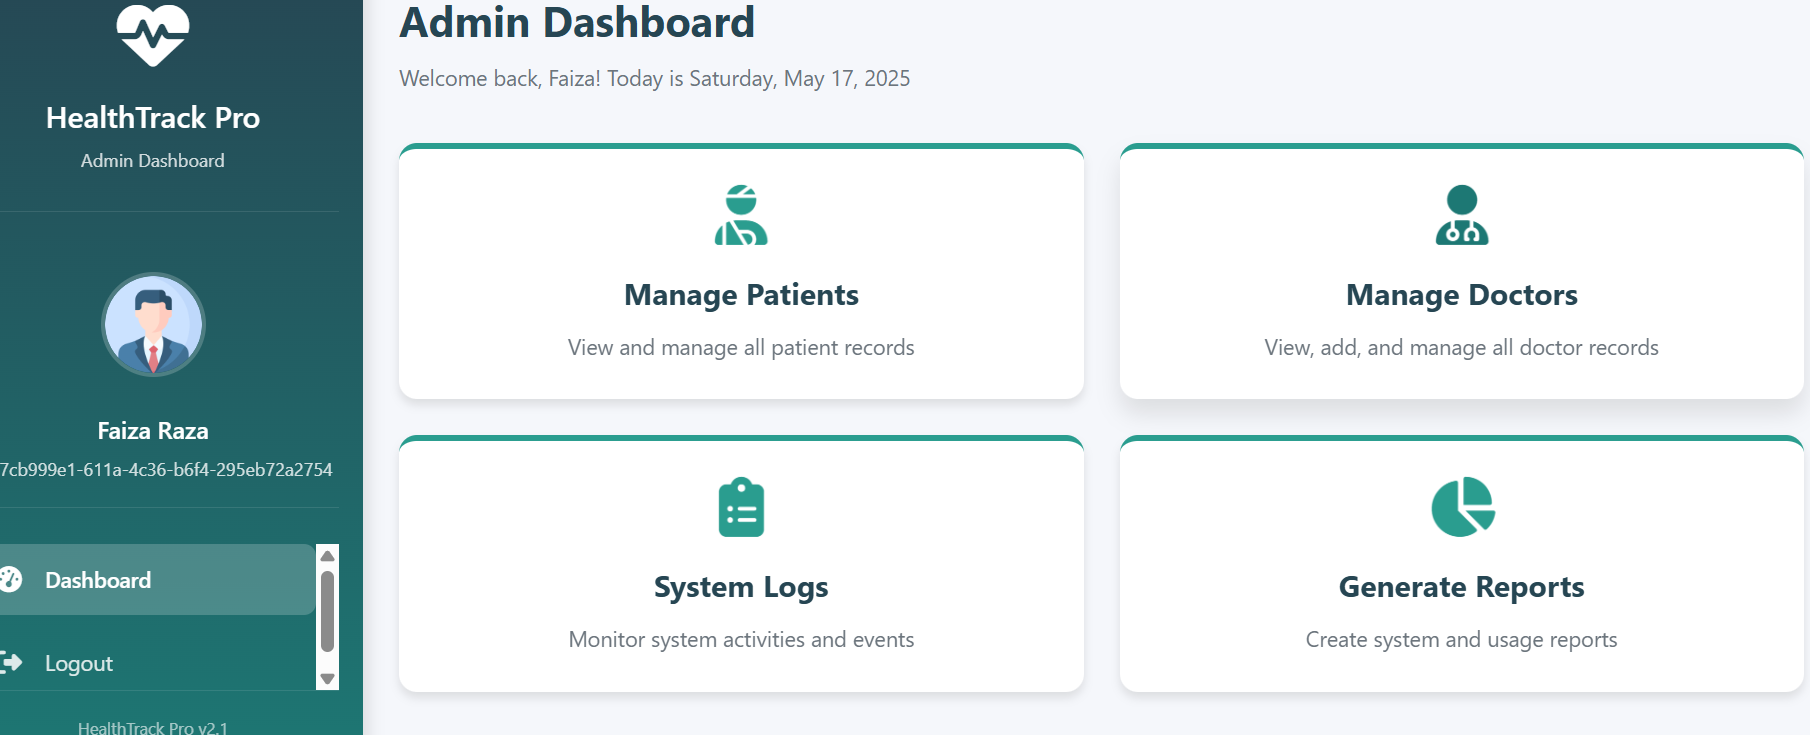 HealthTrack Pro
Admin Dashboard
Faiza Raza
7cb999e1-611a-4c36-b6f4-295eb72a2754
Dashboard
Logout
HealthTrack Pro v2.1
Admin Dashboard
Welcome back, Faiza! Today is Saturday, May 17, 2025
Manage Patients
View and manage all patient records
Manage Doctors
View, add, and manage all doctor records
System Logs
Monitor system activities and events
Generate Reports
Create system and usage reports